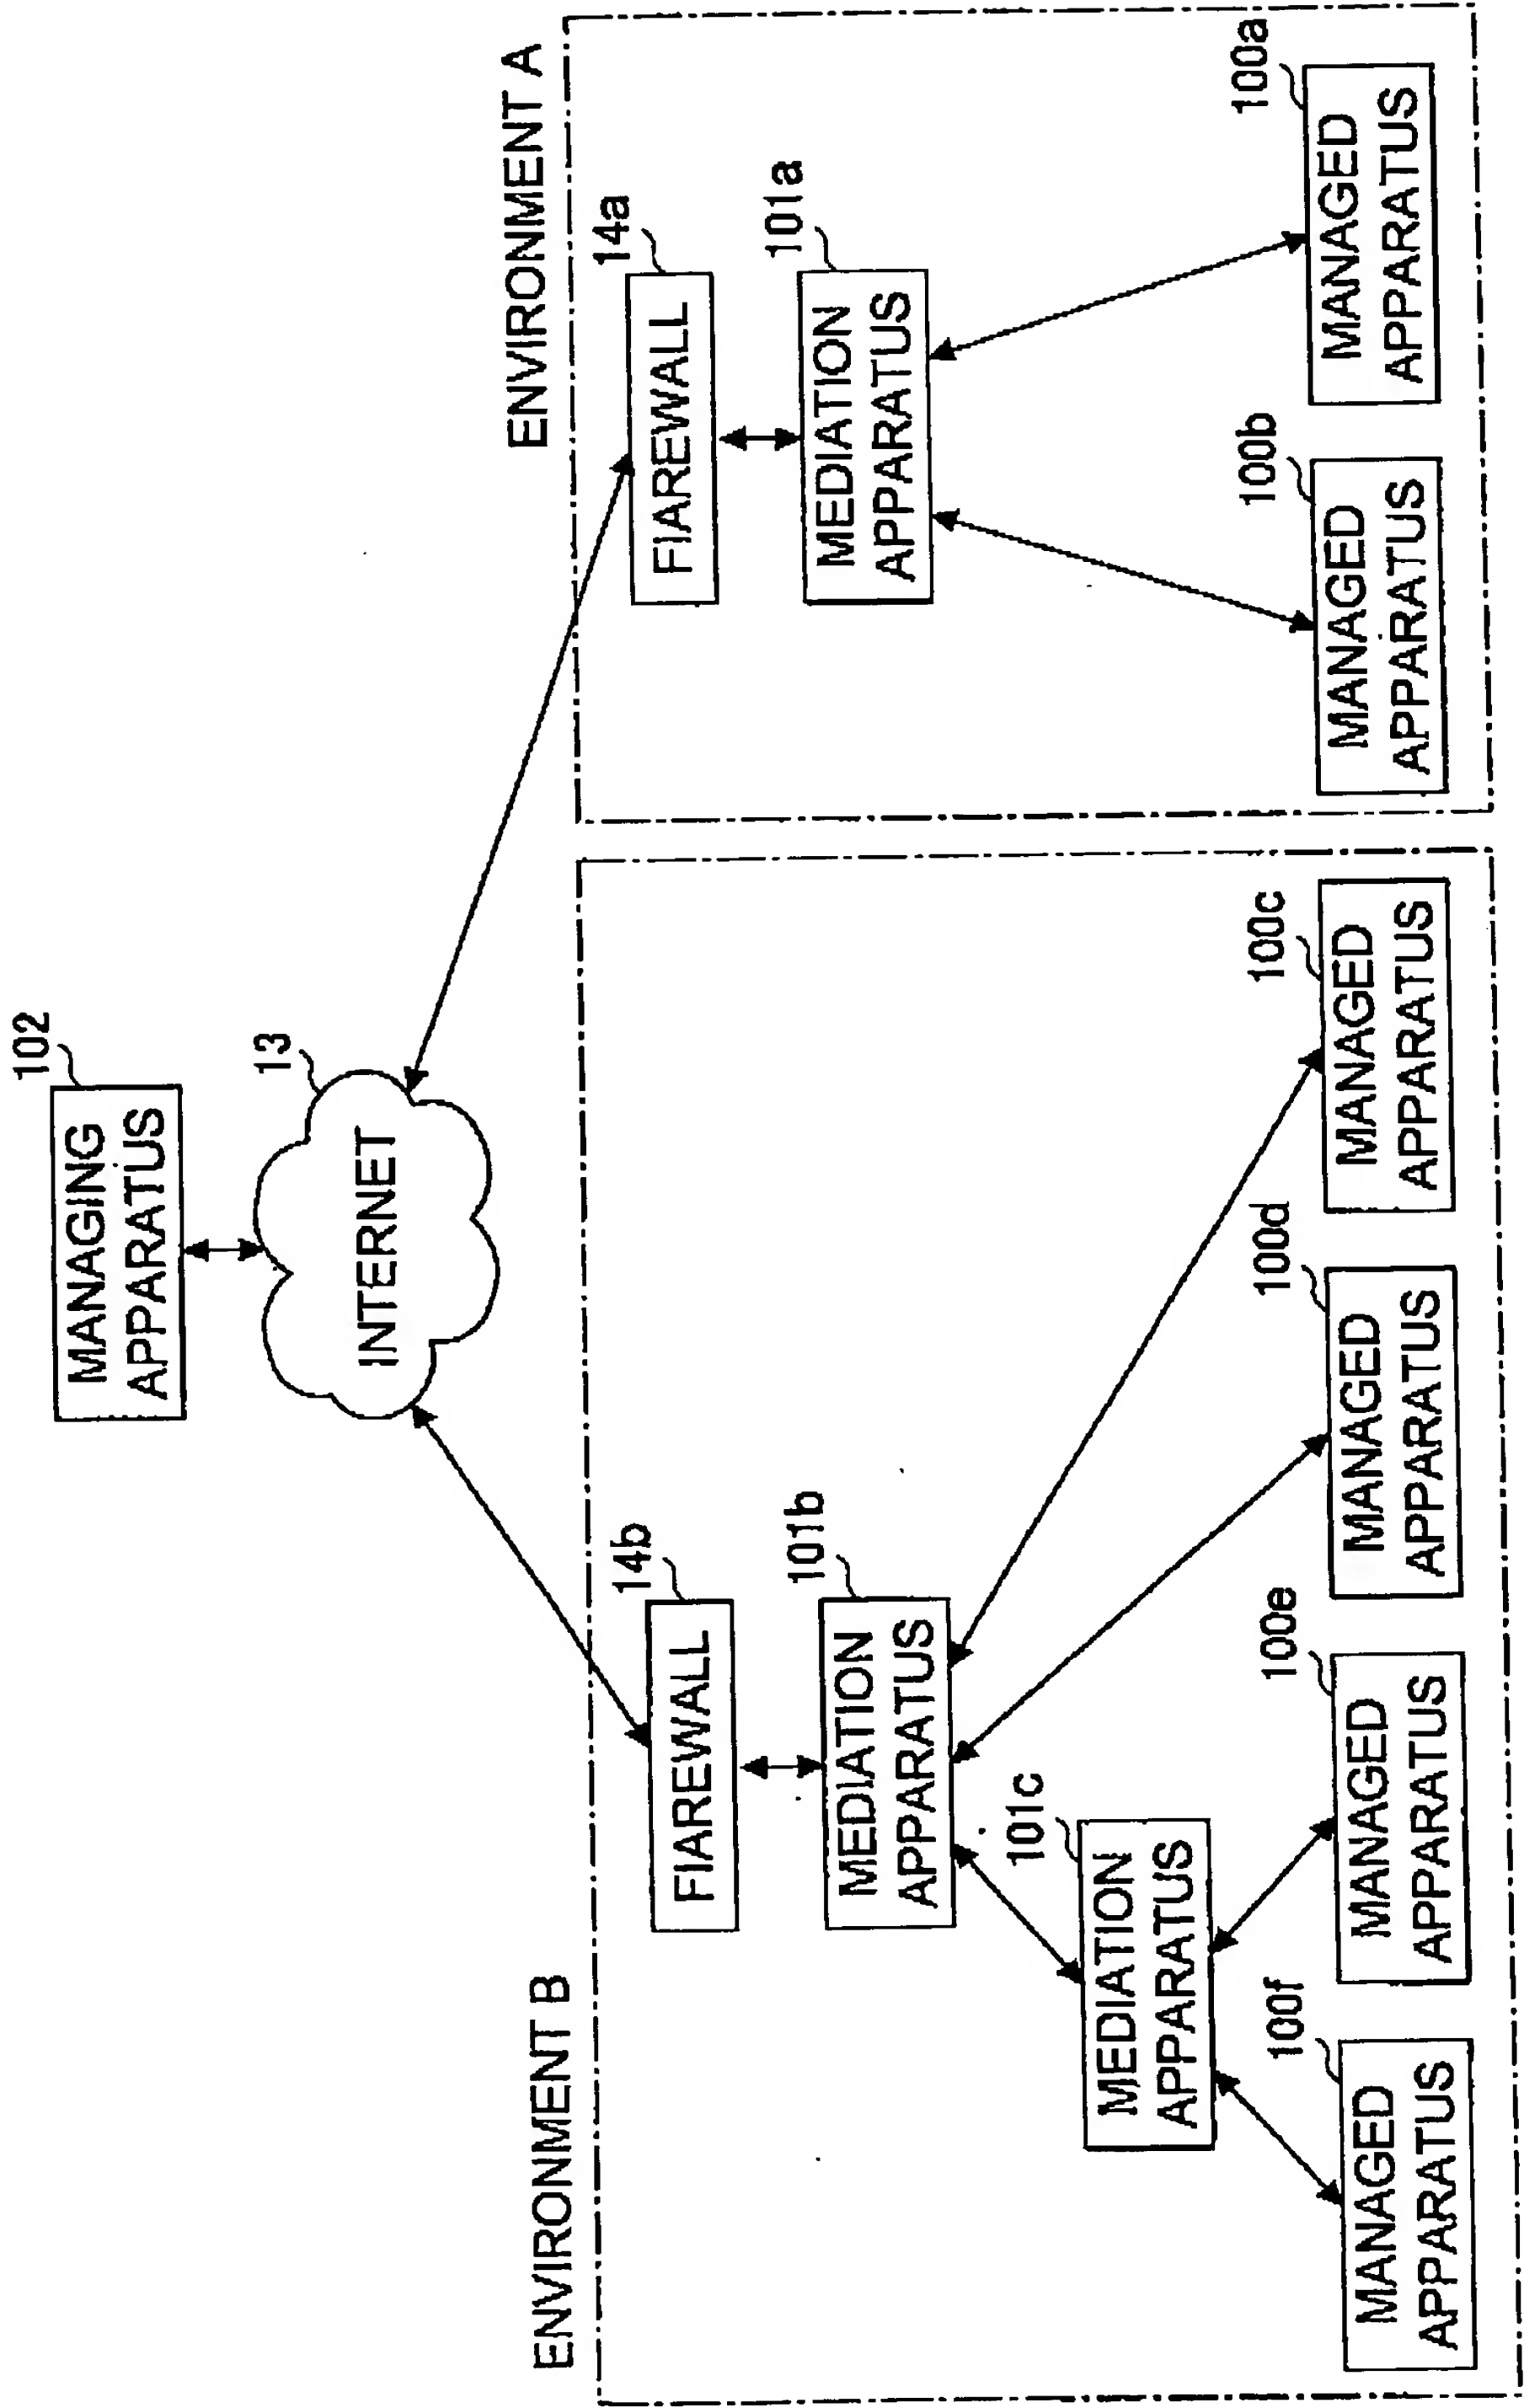 102
MANAGING
APPARATUS
13
INTERNET
ENVIRONMENT B
14b
FIAREWALL
101b
MEDIATION
APPARATUS
101c
MEDIATION
APPARATUS
100f
MANAGED
APPARATUS
100e
MANAGED
APPARATUS
100d
MANAGED
APPARATUS
100c
MANAGED
APPARATUS
ENVIRONMENT A
14a
FIAREWALL
101a
MEDIATION
APPARATUS
100b
MANAGED
APPARATUS
100a
MANAGED
APPARATUS